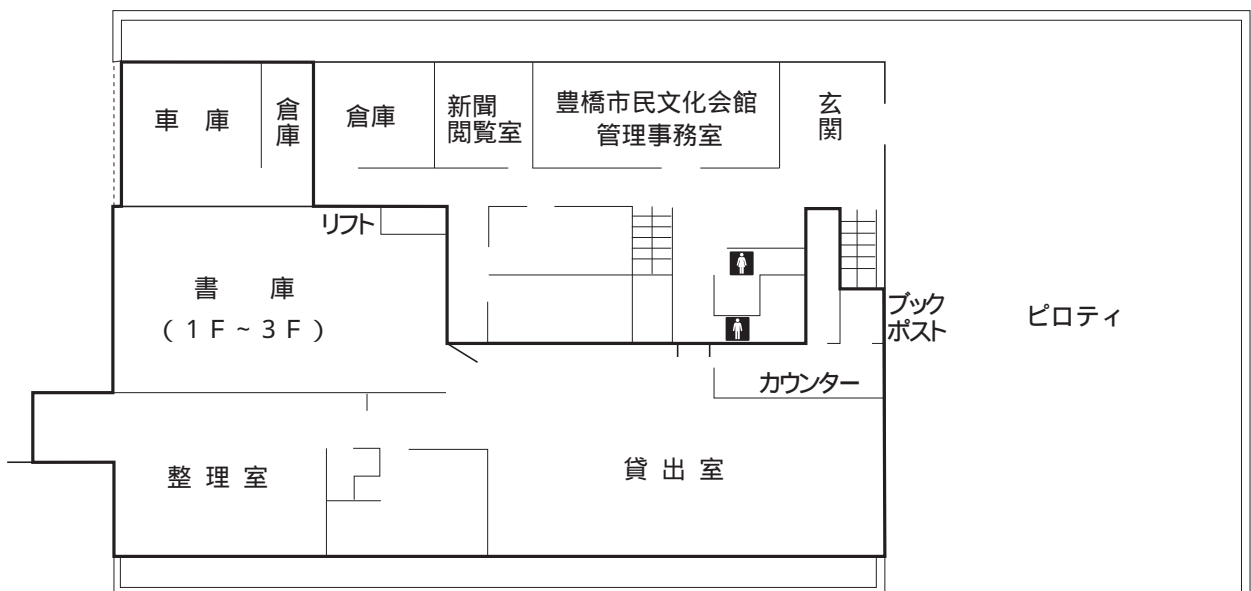 車 庫
倉
庫
倉庫
新聞
閲覧室
豊橋市民文化会館
管理事務室
玄
関
リフト
書 庫
(1F~3F)
ブック
ポスト
ピロティ
カウンター
整 理 室
貸 出 室